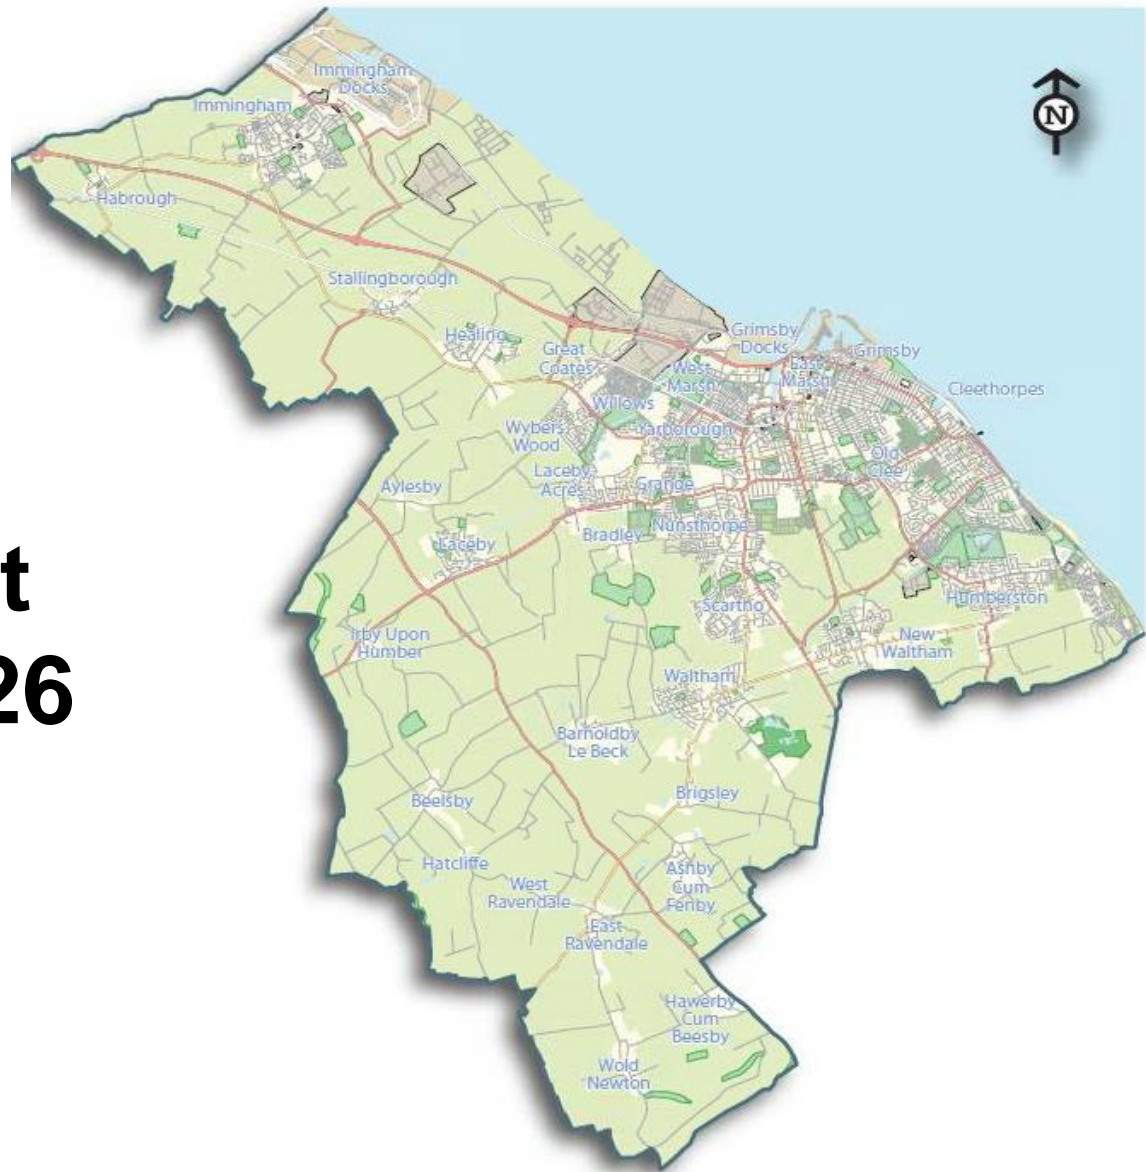 Immingham
Docks
Immingham
N
Habrough
Stallingborough
Healing
Great
Coates
Grimsby
Docks
Grimsby
East
Marsh
West
Marsh
Cleethorpes
Willows
Wybers
Wood
Yarborough
Old
Clee
Laceby
Acres
Grange
Aylesby
Nunsthorpe
Bradley
Laceby
t
Humberston
Scartho
Irby Upon
Humber
New
Waltham
Waltham
26
Barnoldby
Le Beck
Brigsley
Beelsby
Hatcliffe
Ashby
Cum
Fenby
West
Ravendale
East
Ravendale
Hawerby
Cum
Beesby
Wold
Newton